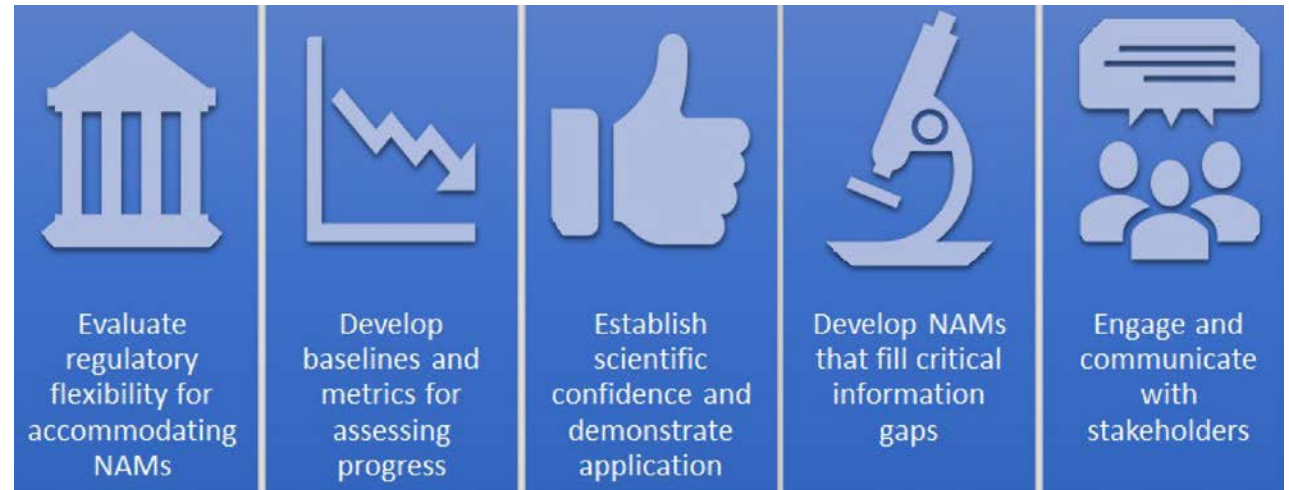 Evaluate
regulatory
flexibility for
accommodating
NAMs
Develop
baselines and
metrics for
assessing
progress
Establish
scientific
confidence and
demonstrate
application
Develop NAMs
that fill critical
information
gaps
Engage and
communicate
with
stakeholders